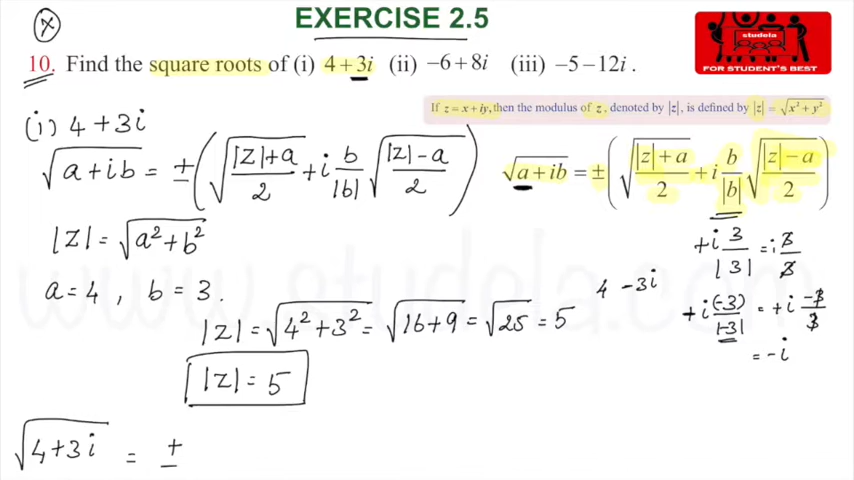 EXERCISE 2.5
(x)
studela
FOR STUDENT'S BEST
10. Find the square roots of (i) 4+3i (ii) −6+8i (iii) −5−12i .
If z = x+iy, then the modulus of z, denoted by |z|, is defined by |z| = √(x²+y²)
(i) 4+3i
√(a+ib) = ±(√((|z|+a)/2) + i b/|b| √((|z|−a)/2))
√(a+ib) = ±(√((|z|+a)/2) + i b/|b| √((|z|−a)/2))
|z| = √(a²+b²)
+i 3/|3| = i 3/3
a=4 , b=3.
4 −3i
+i (−3)/|−3| = +i −3/3
= −i
|z| = √(4²+3²) = √(16+9) = √25 = 5
|z| = 5
√(4+3i) = ±
www.studela.com